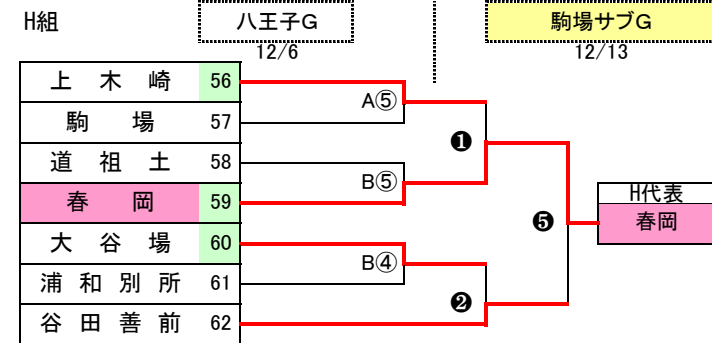 H組 八王子G 駒場サブG
12/6 12/13
上木崎 56
A⑤
駒場 57
❶
道祖土 58
B⑤
H代表
春岡 59
春岡
❺
大谷場 60
B④
浦和別所 61
❷
谷田善前 62